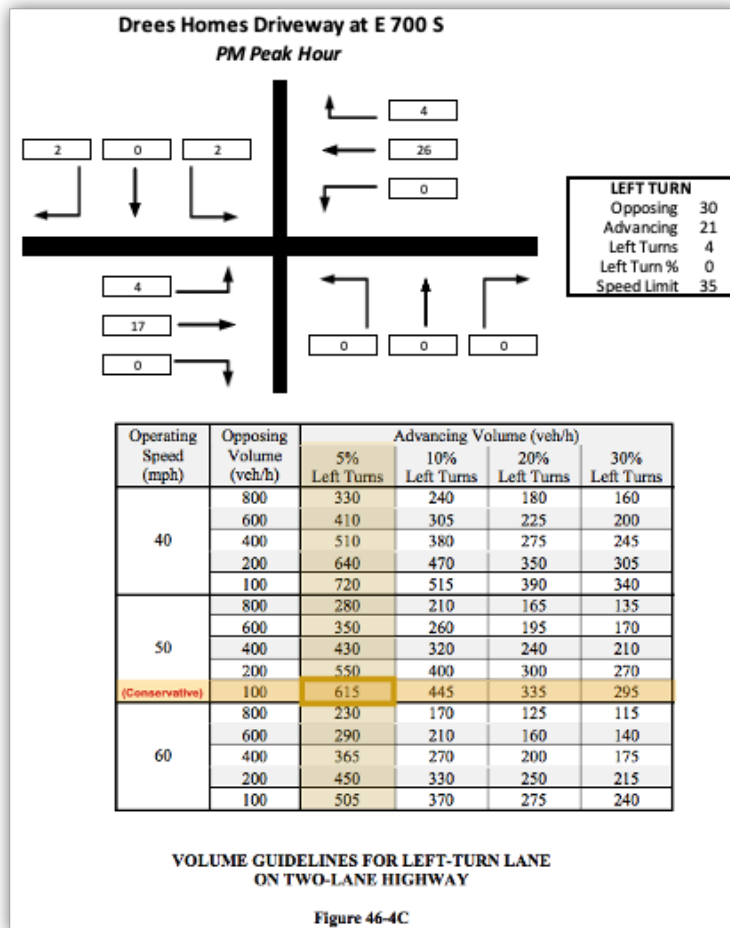 Drees Homes Driveway at E 700 S
PM Peak Hour
4
2 0 2
26
0
LEFT TURN
Opposing 30
Advancing 21
Left Turns 4
Left Turn % 0
Speed Limit 35
4
17
0
0 0 0
Operating Speed (mph) Opposing Volume (veh/h) Advancing Volume (veh/h)
5% Left Turns 10% Left Turns 20% Left Turns 30% Left Turns
800 330 240 180 160
600 410 305 225 200
40 400 510 380 275 245
200 640 470 350 305
100 720 515 390 340
800 280 210 165 135
600 350 260 195 170
50 400 430 320 240 210
200 550 400 300 270
(Conservative) 100 615 445 335 295
800 230 170 125 115
600 290 210 160 140
60 400 365 270 200 175
200 450 330 250 215
100 505 370 275 240
VOLUME GUIDELINES FOR LEFT-TURN LANE
ON TWO-LANE HIGHWAY
Figure 46-4C